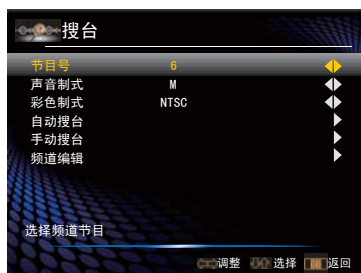 搜台
节目号 6
声音制式 M
彩色制式 NTSC
自动搜台
手动搜台
频道编辑
选择频道节目
调整 选择 返回